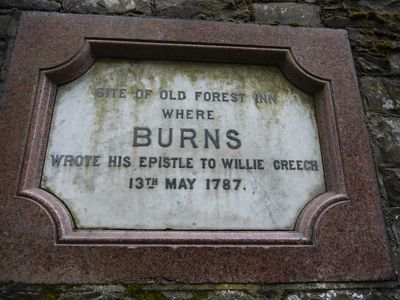 SITE OF OLD FOREST INN
WHERE
BURNS
WROTE HIS EPISTLE TO WILLIE CREECH
13TH MAY 1787.